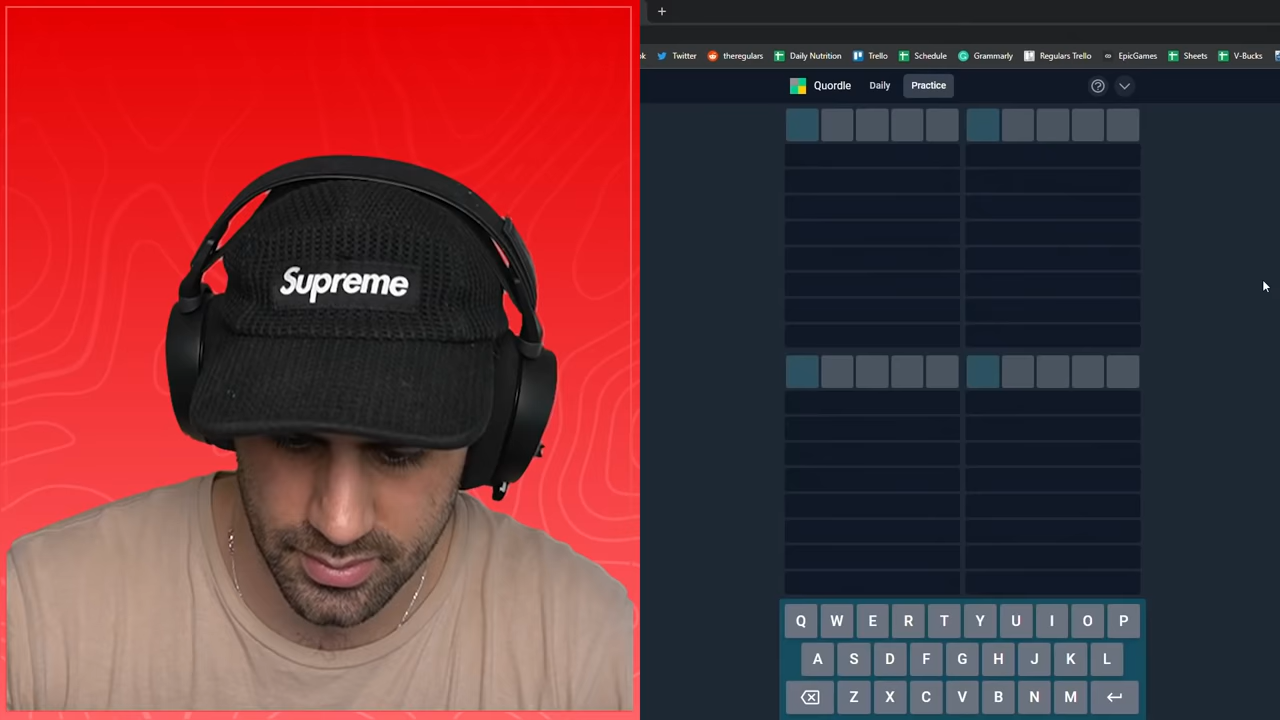 Supreme
Twitter theregulars Daily Nutrition Trello Schedule Grammarly Regulars Trello EpicGames Sheets V-Bucks
Quordle Daily Practice
Q W E R T Y U I O P
A S D F G H J K L
Z X C V B N M